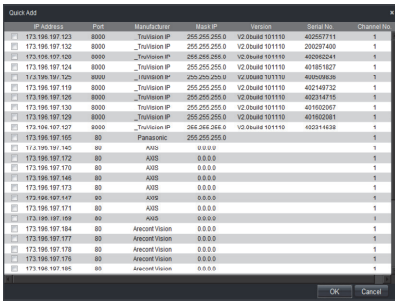 Quick Add
IP Address Port Manufacturer Mask IP Version Serial No. Channel No
173.196.197.123 8000 _TruVision IP 255.255.255.0 V2.0build 101110 402557711 1
173.196.197.132 8000 _TruVision IP 255.255.255.0 V2.0build 101110 200297400 1
173.196.197.128 8000 _TruVision IP 255.255.255.0 V2.0build 101110 402062241 1
173.196.197.124 8000 _TruVision IP 255.255.255.0 V2.0build 101110 401851827 1
173.196.197.125 8000 _TruVision IP 255.255.255.0 V2.0build 101110 400509836 1
173.196.197.119 8000 _TruVision IP 255.255.255.0 V2.0build 101110 402149732 1
173.196.197.126 8000 _TruVision IP 255.255.255.0 V2.0build 101110 402314715 1
173.196.197.130 8000 _TruVision IP 255.255.255.0 V2.0build 101110 401602067 1
173.196.197.129 8000 _TruVision IP 255.255.255.0 V2.0build 101110 401602081 1
173.196.197.127 8000 _TruVision IP 255.255.255.0 V2.0build 101110 402314638 1
173.196.197.165 80 Panasonic 255.255.255.0 1
173.196.197.145 80 AXIS 0.0.0.0 1
173.196.197.172 80 AXIS 0.0.0.0 1
173.196.197.170 80 AXIS 0.0.0.0 1
173.196.197.146 80 AXIS 0.0.0.0 1
173.196.197.173 80 AXIS 0.0.0.0 1
173.196.197.147 80 AXIS 0.0.0.0 1
173.196.197.171 80 AXIS 0.0.0.0 1
173.196.197.169 80 AXIS 0.0.0.0 1
173.196.197.184 80 Arecont Vision 0.0.0.0 1
173.196.197.177 80 Arecont Vision 0.0.0.0 1
173.196.197.178 80 Arecont Vision 0.0.0.0 1
173.196.197.176 80 Arecont Vision 0.0.0.0 1
173.196.197.185 80 Arecont Vision 0.0.0.0 1
OK Cancel